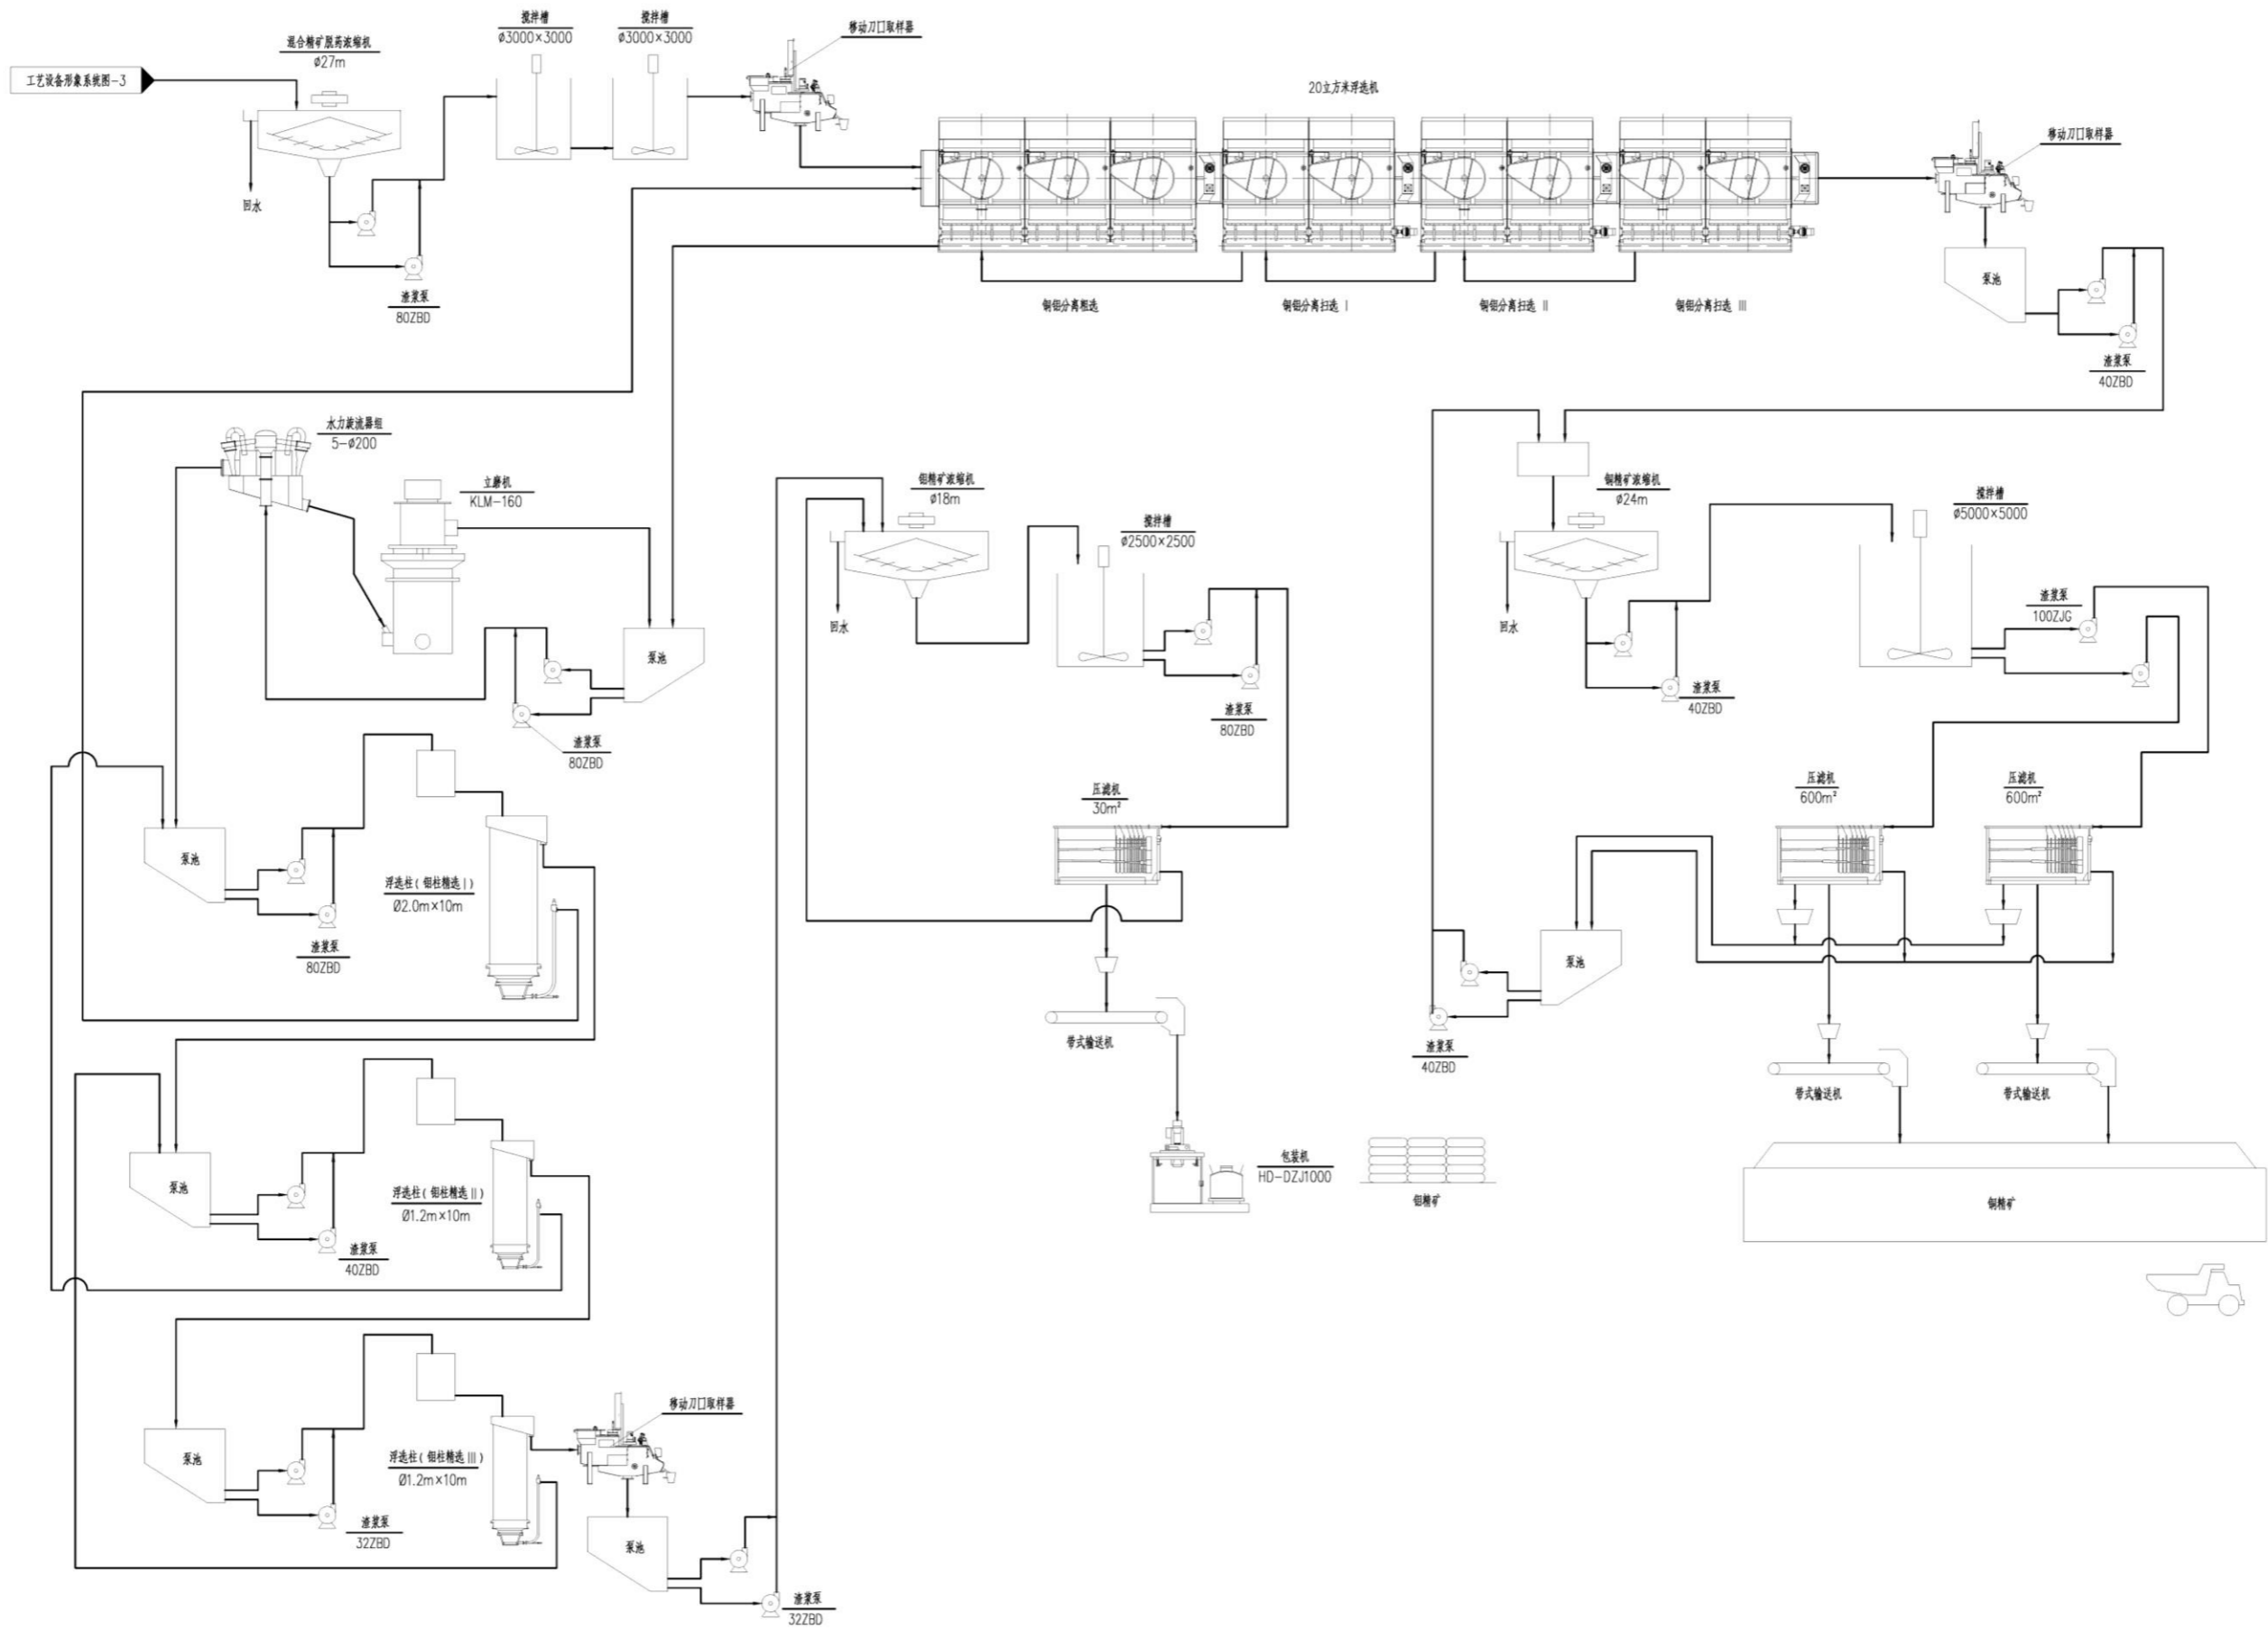 混合精矿脱药浓缩机
ø27m
搅拌槽
ø3000×3000
搅拌槽
ø3000×3000
移动刀口取样器
工艺设备形象系统图-3
20立方米浮选机
移动刀口取样器
回水
渣浆泵
80ZBD
铜钼分离粗选
铜钼分离扫选 I
铜钼分离扫选 II
铜钼分离扫选 III
泵池
渣浆泵
40ZBD
水力旋流器组
5-ø200
立磨机
KLM-160
泵池
渣浆泵
80ZBD
钼精矿浓缩机
ø18m
搅拌槽
ø2500×2500
回水
渣浆泵
80ZBD
铜精矿浓缩机
ø24m
搅拌槽
ø5000×5000
回水
渣浆泵
40ZBD
渣浆泵
100ZJG
压滤机
30m²
压滤机
600m²
压滤机
600m²
泵池
浮选柱(钼柱精选I)
Ø2.0m×10m
渣浆泵
80ZBD
泵池
渣浆泵
40ZBD
带式输送机
带式输送机
带式输送机
泵池
浮选柱(钼柱精选II)
Ø1.2m×10m
渣浆泵
40ZBD
包装机
HD-DZJ1000
钼精矿
铜精矿
移动刀口取样器
泵池
浮选柱(钼柱精选III)
Ø1.2m×10m
渣浆泵
32ZBD
泵池
渣浆泵
32ZBD